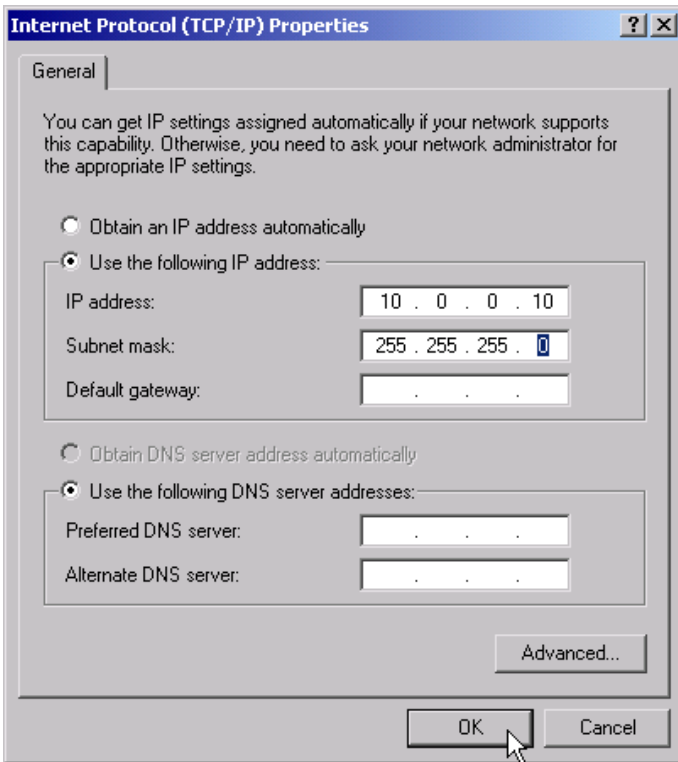 Internet Protocol (TCP/IP) Properties
General
You can get IP settings assigned automatically if your network supports
this capability. Otherwise, you need to ask your network administrator for
the appropriate IP settings.
Obtain an IP address automatically
Use the following IP address:
IP address: 10 . 0 . 0 . 10
Subnet mask: 255 . 255 . 255 . 0
Default gateway: . . .
Obtain DNS server address automatically
Use the following DNS server addresses:
Preferred DNS server: . . .
Alternate DNS server: . . .
Advanced...
OK Cancel